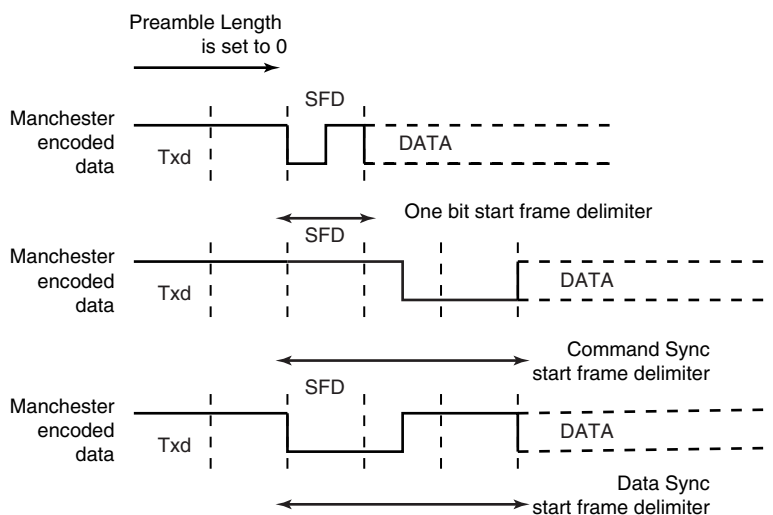 Preamble Length
is set to 0
SFD
Manchester
encoded
data
Txd
DATA
One bit start frame delimiter
SFD
Manchester
encoded
data
Txd
DATA
Command Sync
start frame delimiter
SFD
Manchester
encoded
data
Txd
DATA
Data Sync
start frame delimiter